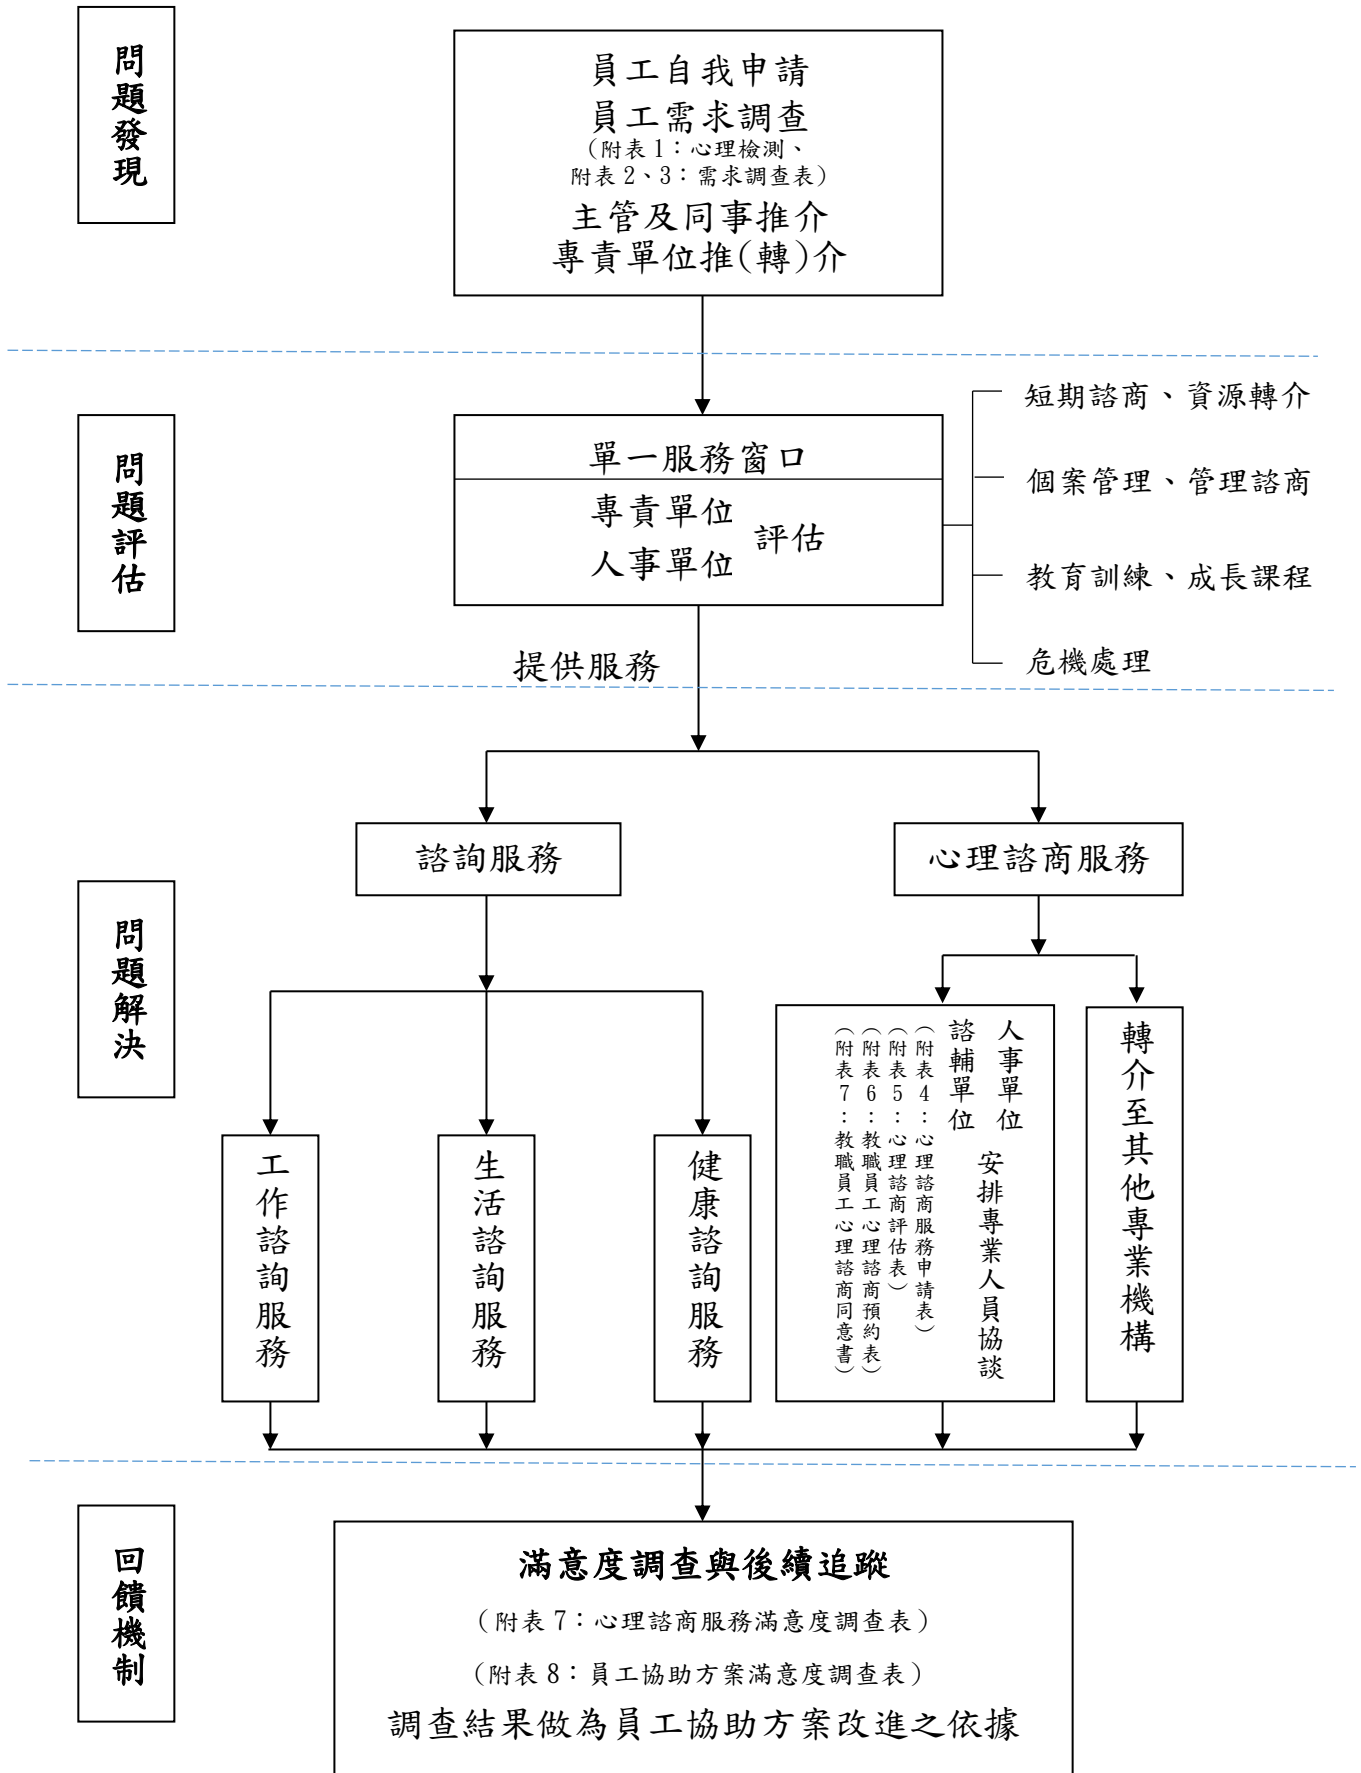 問題發現
員工自我申請
員工需求調查
（附表 1：心理檢測、
附表 2、3：需求調查表）
主管及同事推介
專責單位推(轉)介
問題評估
單一服務窗口
專責單位
人事單位
評估
短期諮商、資源轉介
個案管理、管理諮商
教育訓練、成長課程
危機處理
提供服務
問題解決
諮詢服務
心理諮商服務
工作諮詢服務
生活諮詢服務
健康諮詢服務
人事單位
諮輔單位
安排專業人員協談
（附表4：心理諮商服務申請表）
（附表5：心理諮商評估表）
（附表6：教職員工心理諮商預約表）
（附表7：教職員工心理諮商同意書）
轉介至其他專業機構
回饋機制
滿意度調查與後續追蹤
（附表 7：心理諮商服務滿意度調查表）
（附表 8：員工協助方案滿意度調查表）
調查結果做為員工協助方案改進之依據